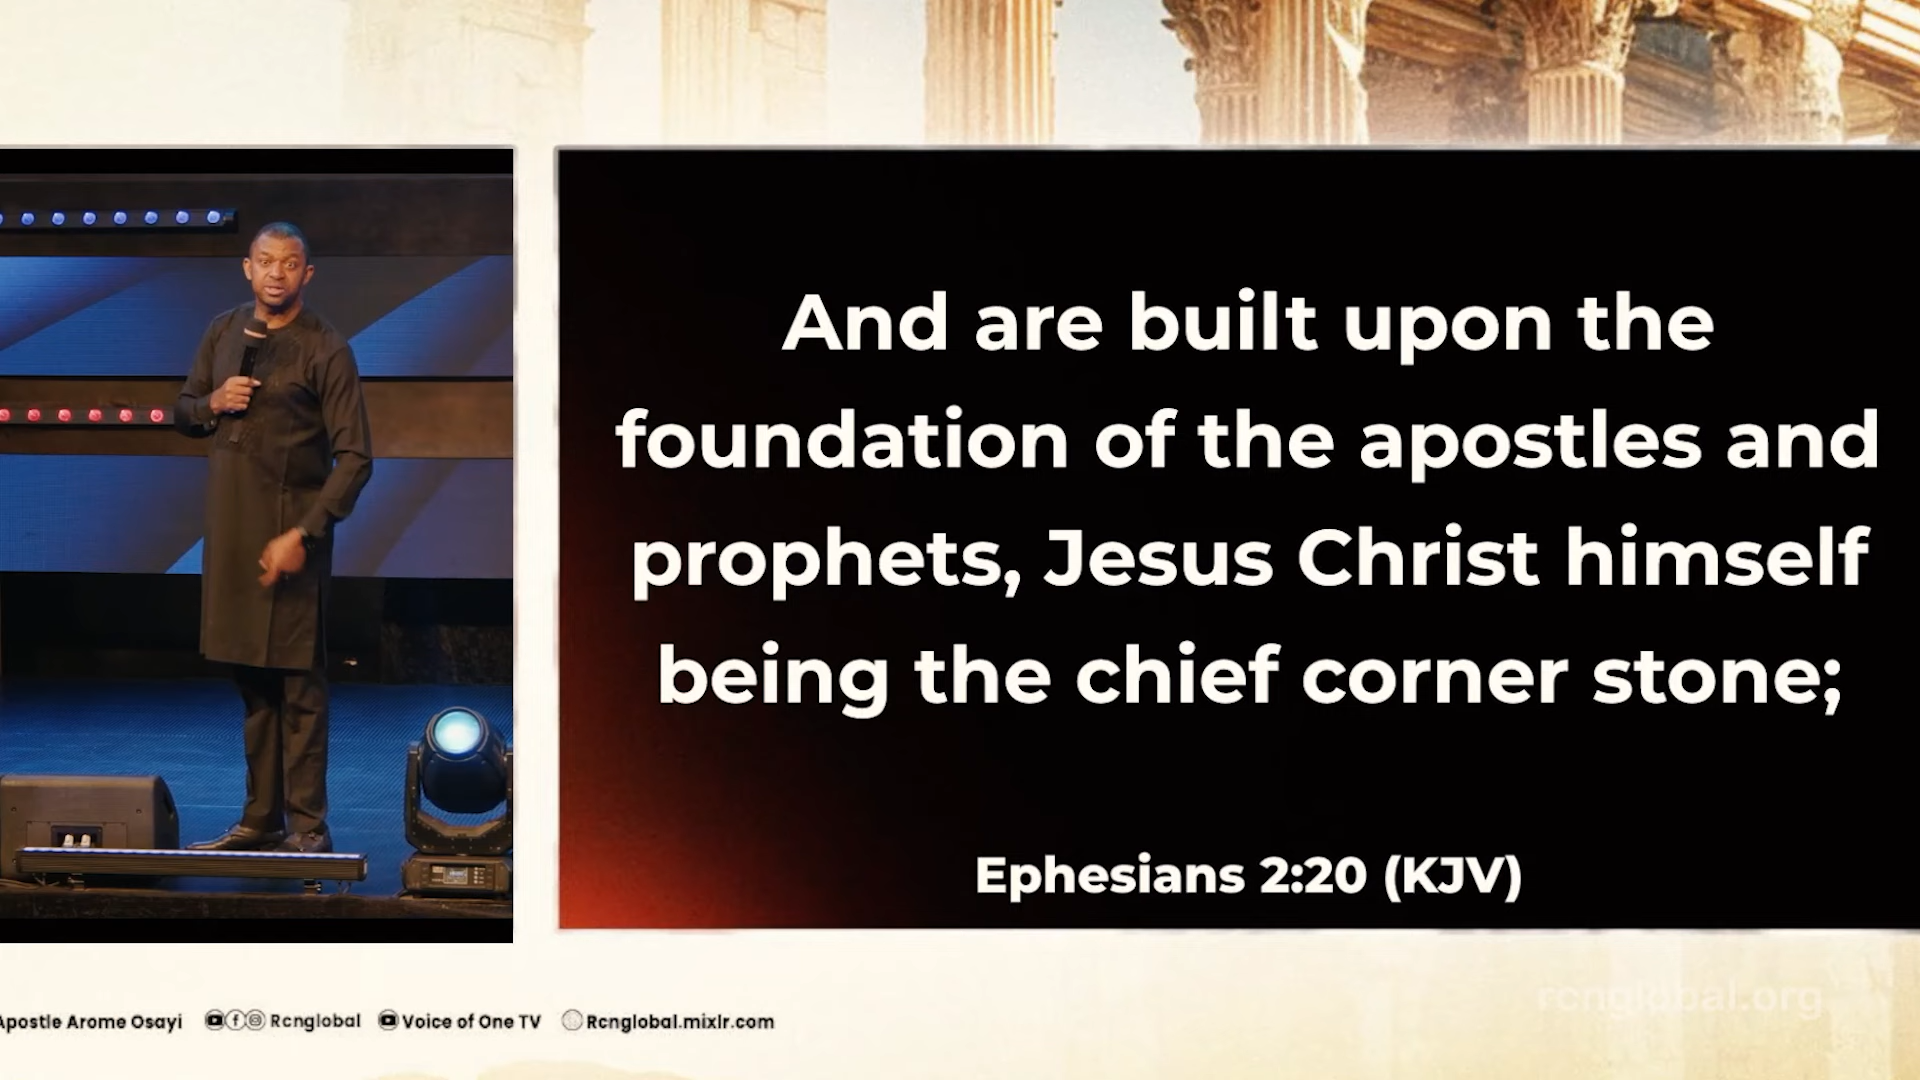 And are built upon the
foundation of the apostles and
prophets, Jesus Christ himself
being the chief corner stone;
Ephesians 2:20 (KJV)
rcnglobal.org
Apostle Arome Osayi Rcnglobal Voice of One TV Rcnglobal.mixlr.com